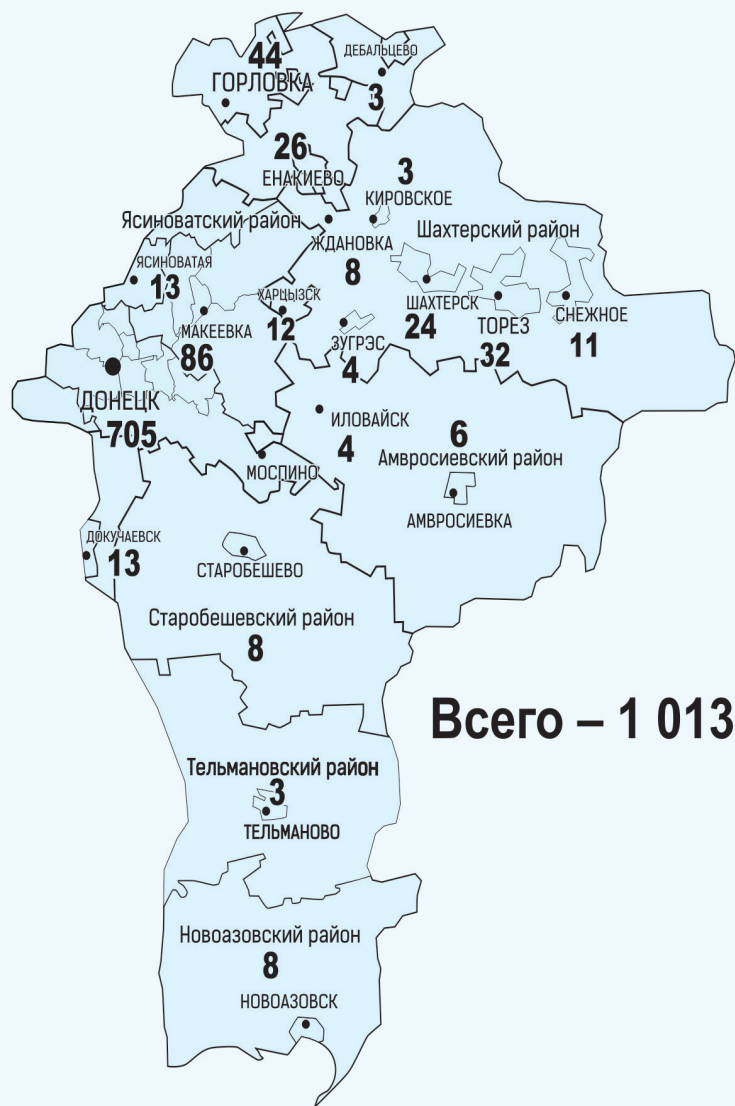 44
ГОРЛОВКА
ДЕБАЛЬЦЕВО
3
26
ЕНАКИЕВО
3
КИРОВСКОЕ
Ясиноватский район
ЖДАНОВКА
8
Шахтерский район
ЯСИНОВАТАЯ
13
МАКЕЕВКА
86
ХАРЦЫЗСК
12
ЗУГРЭС
4
ШАХТЕРСК
24
ТОРЕЗ
32
СНЕЖНОЕ
11
ДОНЕЦК
705
ИЛОВАЙСК
4
6
Амвросиевский район
АМВРОСИЕВКА
МОСПИНО
ДОКУЧАЕВСК
13
СТАРОБЕШЕВО
Старобешевский район
8
Всего – 1 013
Тельмановский район
3
ТЕЛЬМАНОВО
Новоазовский район
8
НОВОАЗОВСК